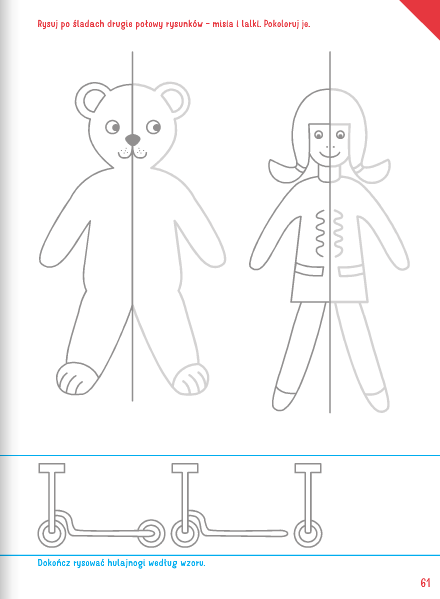 Rysuj po śladach drugie połowy rysunków – misia i lalki. Pokoloruj je.
Dokończ rysować hulajnogi według wzoru.
61